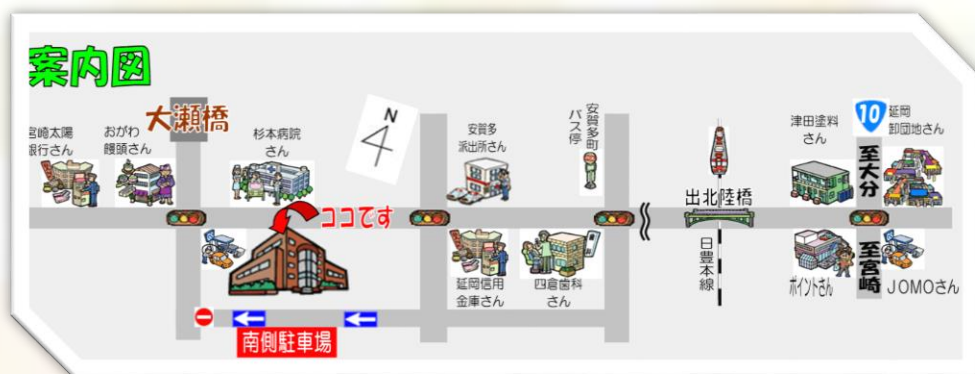 案内図
大瀬橋
宮崎太陽
銀行さん
おがわ
饅頭さん
杉本病院
さん
N
安賀多
派出所さん
安賀多町
バス停
津田塗料
さん
10
延岡
卸団地さん
至大分
ココです
出北陸橋
日豊本線
延岡信用
金庫さん
四倉歯科
さん
ポイントさん
至宮崎
JOMOさん
南側駐車場